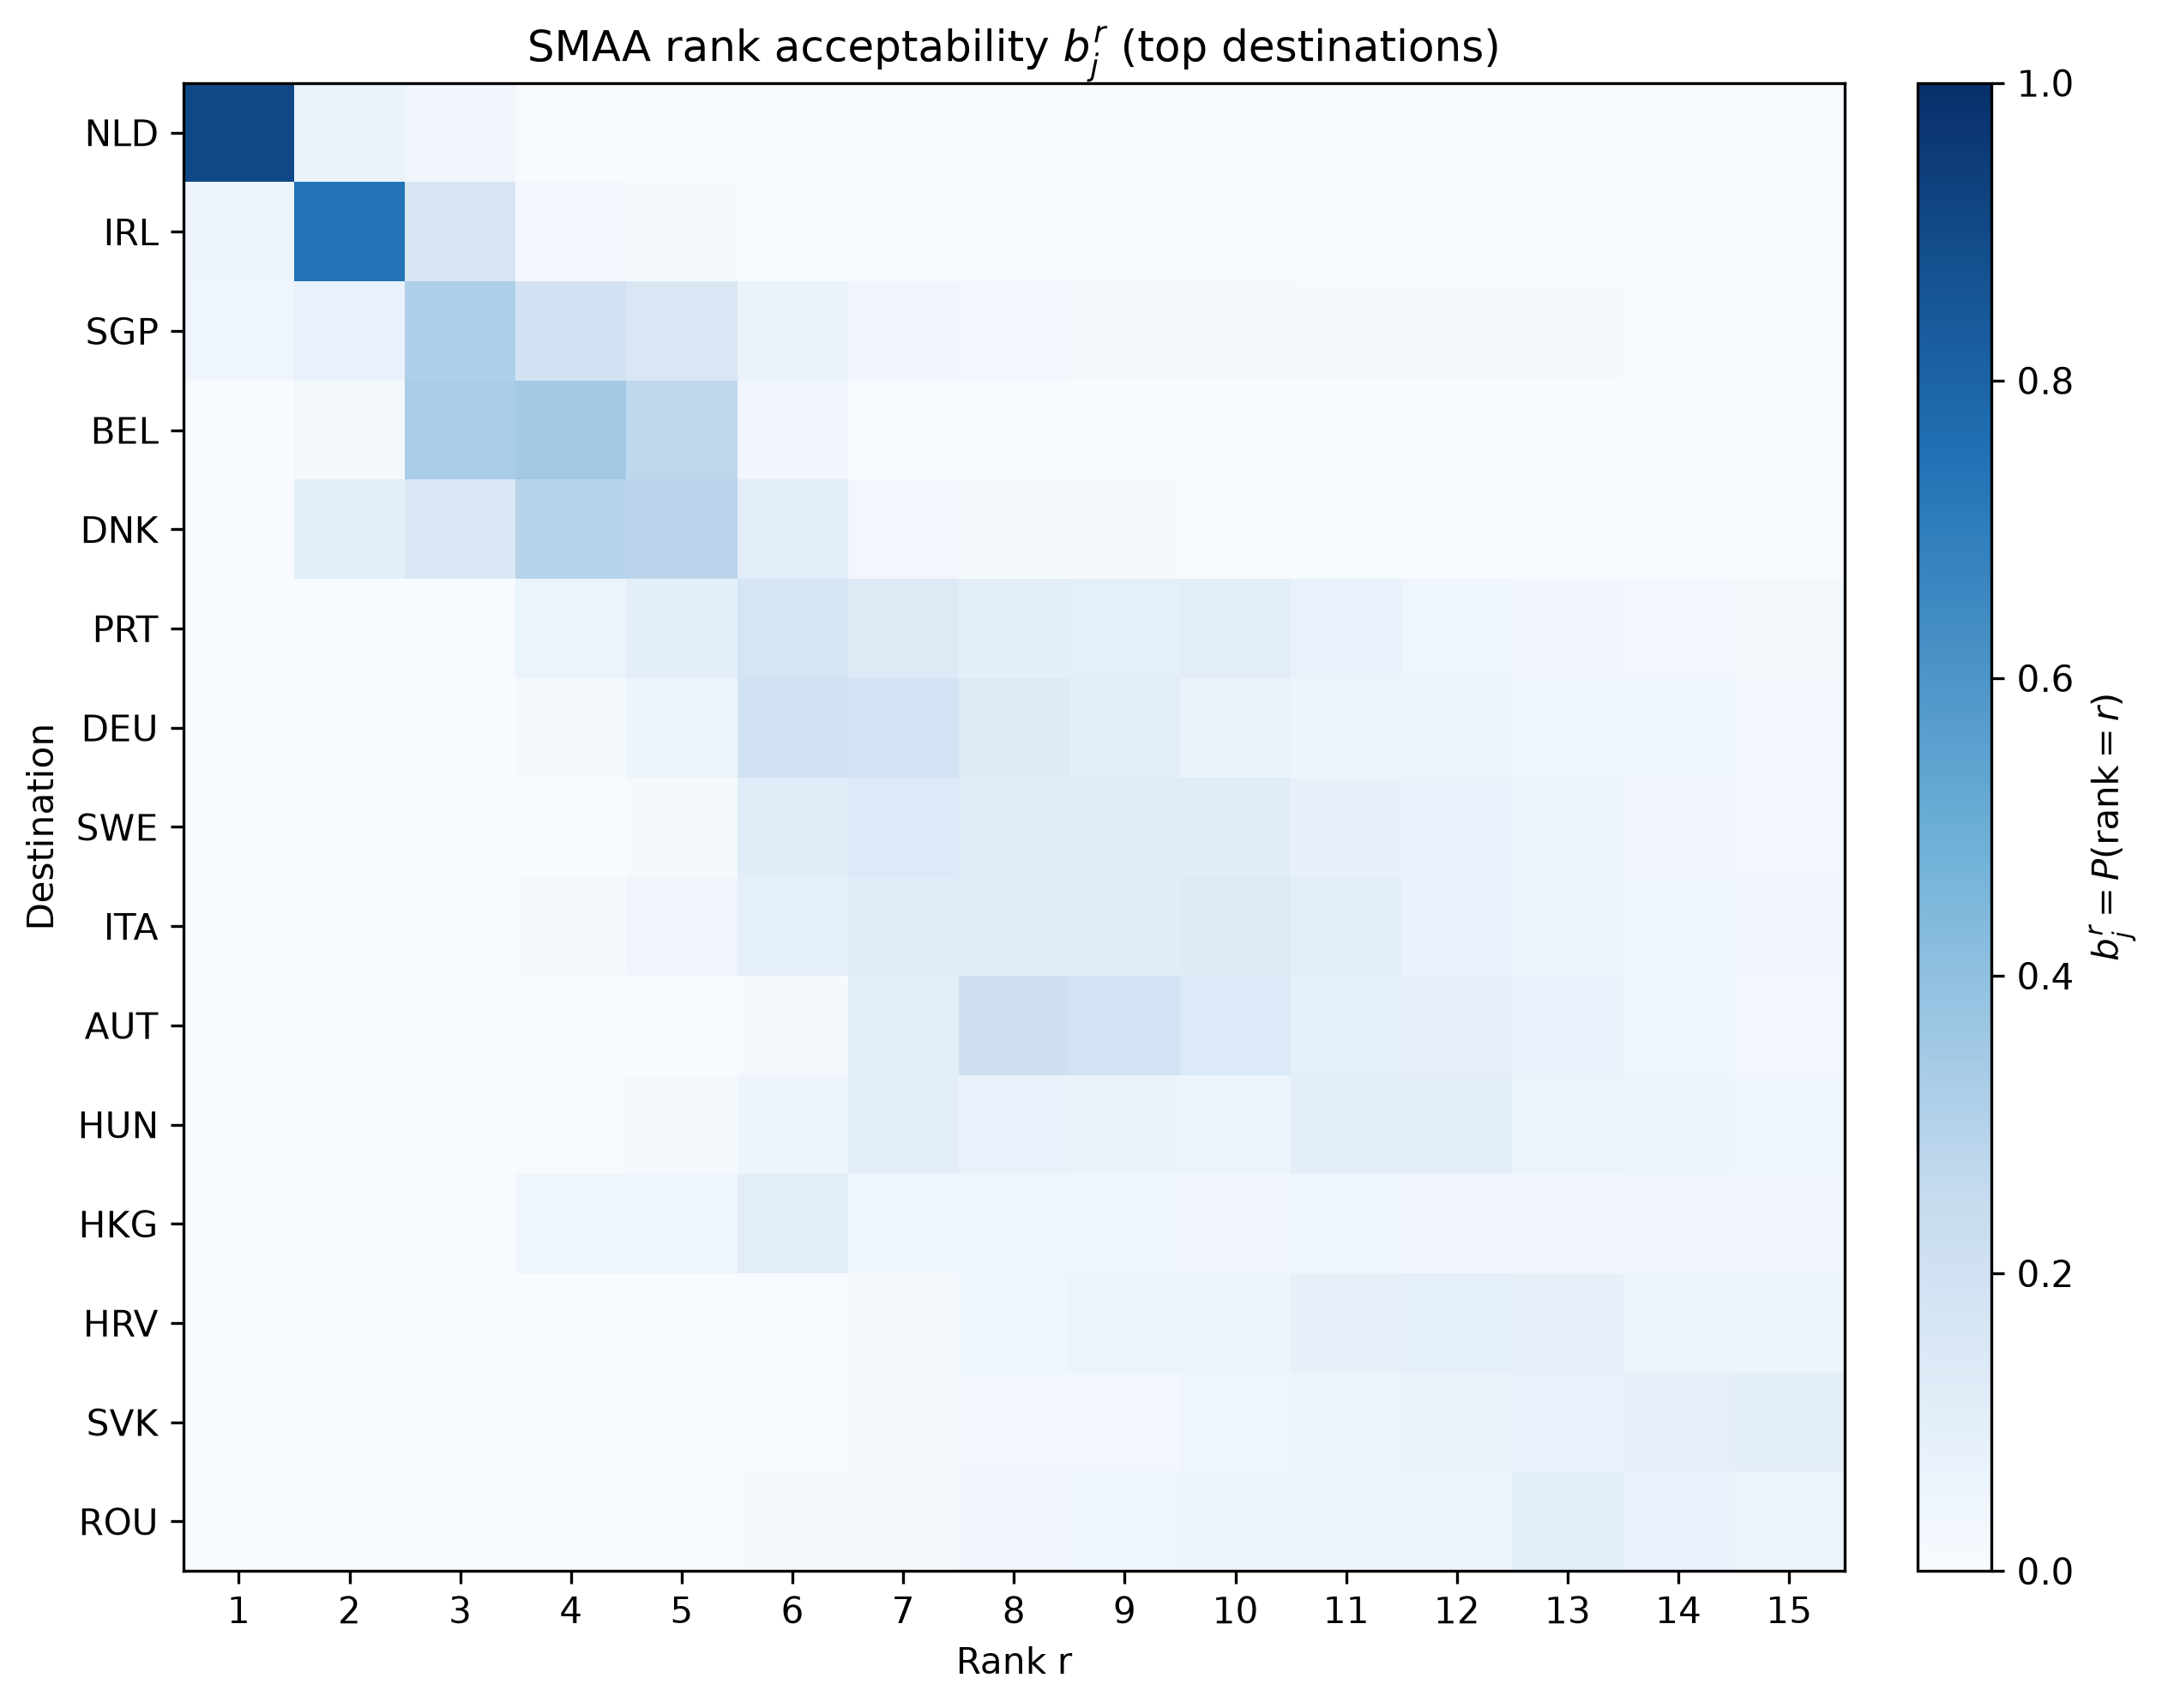 SMAA rank acceptability b_j^r (top destinations)
Destination
NLD
IRL
SGP
BEL
DNK
PRT
DEU
SWE
ITA
AUT
HUN
HKG
HRV
SVK
ROU
1 2 3 4 5 6 7 8 9 10 11 12 13 14 15
Rank r
1.0
0.8
0.6
0.4
0.2
0.0
b_j^r = P(rank = r)